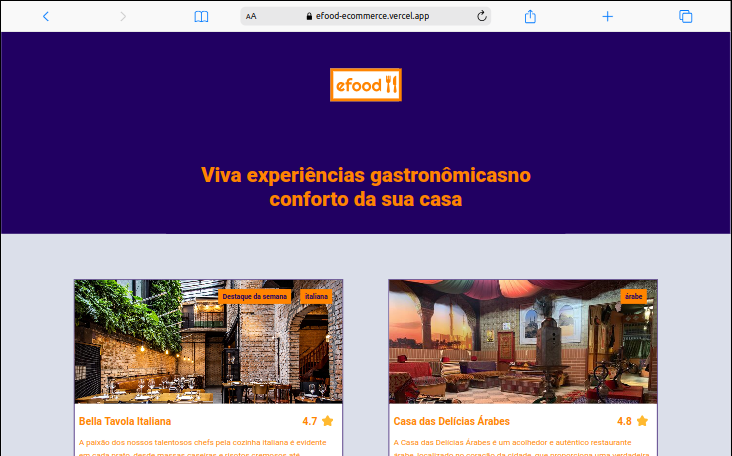 AA efood-ecommerce.vercel.app
efood
Viva experiências gastronômicasno
conforto da sua casa
Destaque da semana italiana
árabe
Bella Tavola Italiana 4.7
Casa das Delícias Árabes 4.8
A paixão dos nossos talentosos chefs pela cozinha italiana é evidente
em cada prato, desde massas caseiras e risotos cremosos até
A Casa das Delícias Árabes é um acolhedor e autêntico restaurante
árabe, localizado no coração da cidade, que proporciona uma verdadeira